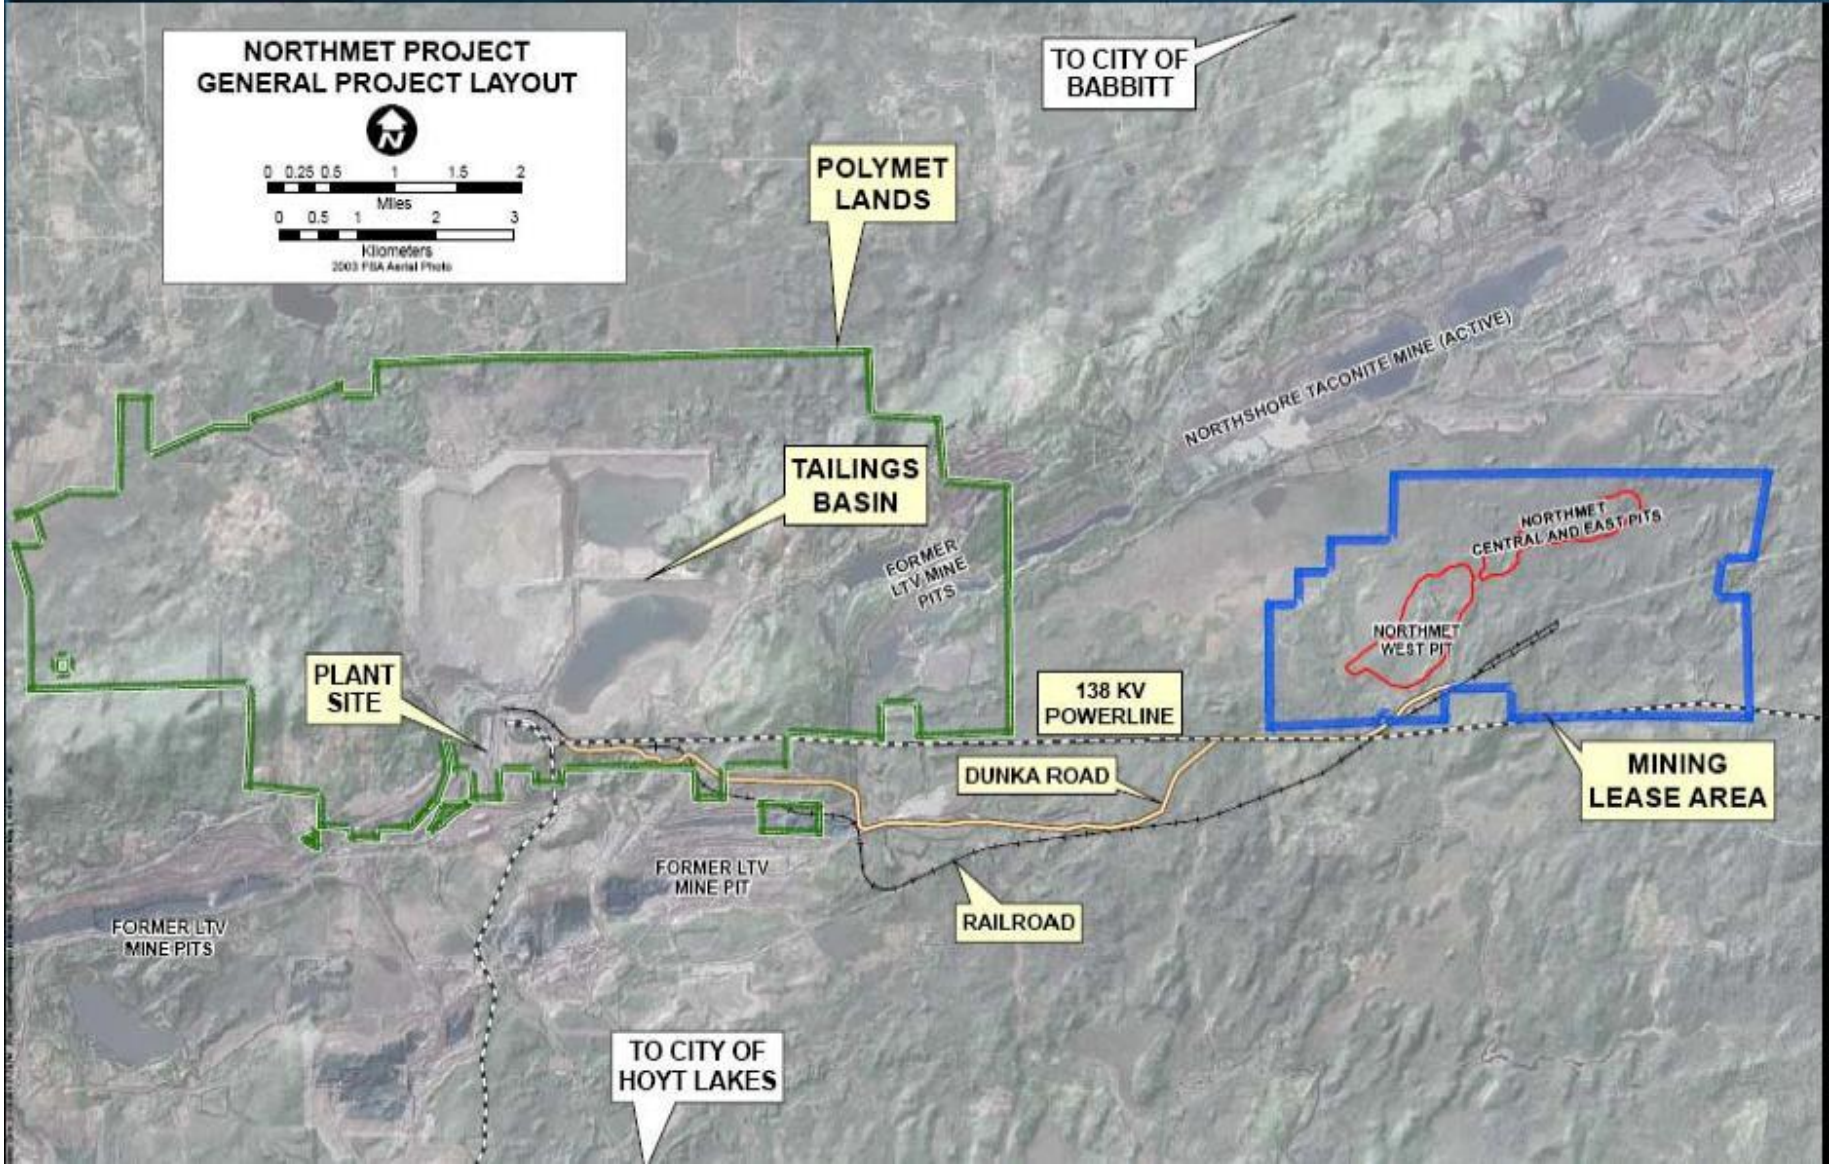 NORTHMET PROJECT
GENERAL PROJECT LAYOUT
N
0 0.25 0.5 1 1.5 2
Miles
0 0.5 1 2 3
Kilometers
2003 FSA Aerial Photo
TO CITY OF
BABBITT
POLYMET
LANDS
NORTHSHORE TACONITE MINE (ACTIVE)
TAILINGS
BASIN
NORTHMET
CENTRAL AND EAST PITS
FORMER
LTV MINE
PITS
NORTHMET
WEST PIT
PLANT
SITE
138 KV
POWERLINE
DUNKA ROAD
MINING
LEASE AREA
FORMER LTV
MINE PIT
RAILROAD
FORMER LTV
MINE PITS
TO CITY OF
HOYT LAKES